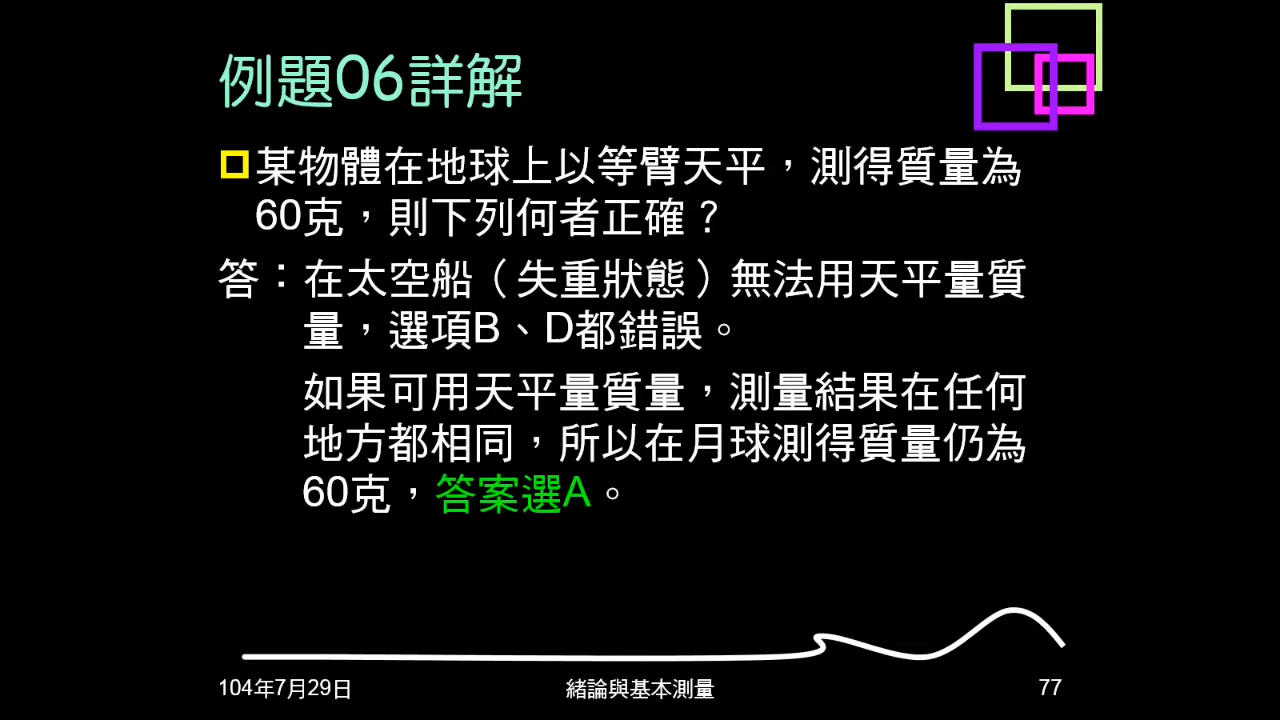 例題06詳解
某物體在地球上以等臂天平，測得質量為
60克，則下列何者正確？
答：在太空船（失重狀態）無法用天平量質
量，選項B、D都錯誤。
如果可用天平量質量，測量結果在任何
地方都相同，所以在月球測得質量仍為
60克，答案選A。
104年7月29日
緒論與基本測量
77